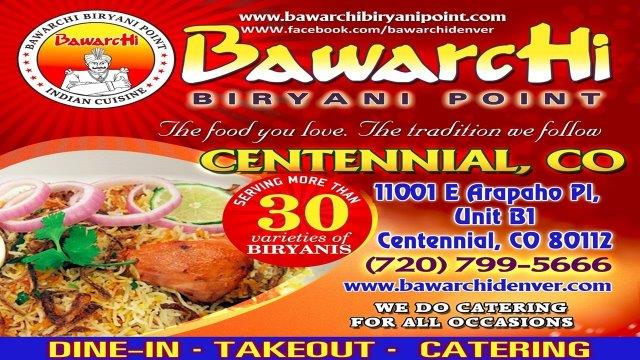 BAWARCHI BIRYANI POINT
BAWARCHI
INDIAN CUISINE
www.bawarchibiryanipoint.com
www.facebook.com/bawarchidenver
BAWARCHI
BIRYANI POINT
The food you love. The tradition we follow
CENTENNIAL, CO
SERVING MORE THAN
30
varieties of
BIRYANIS
11001 E Arapaho Pl,
Unit B1
Centennial, CO 80112
(720) 799-5666
www.bawarchidenver.com
WE DO CATERING
FOR ALL OCCASIONS
DINE-IN - TAKEOUT - CATERING